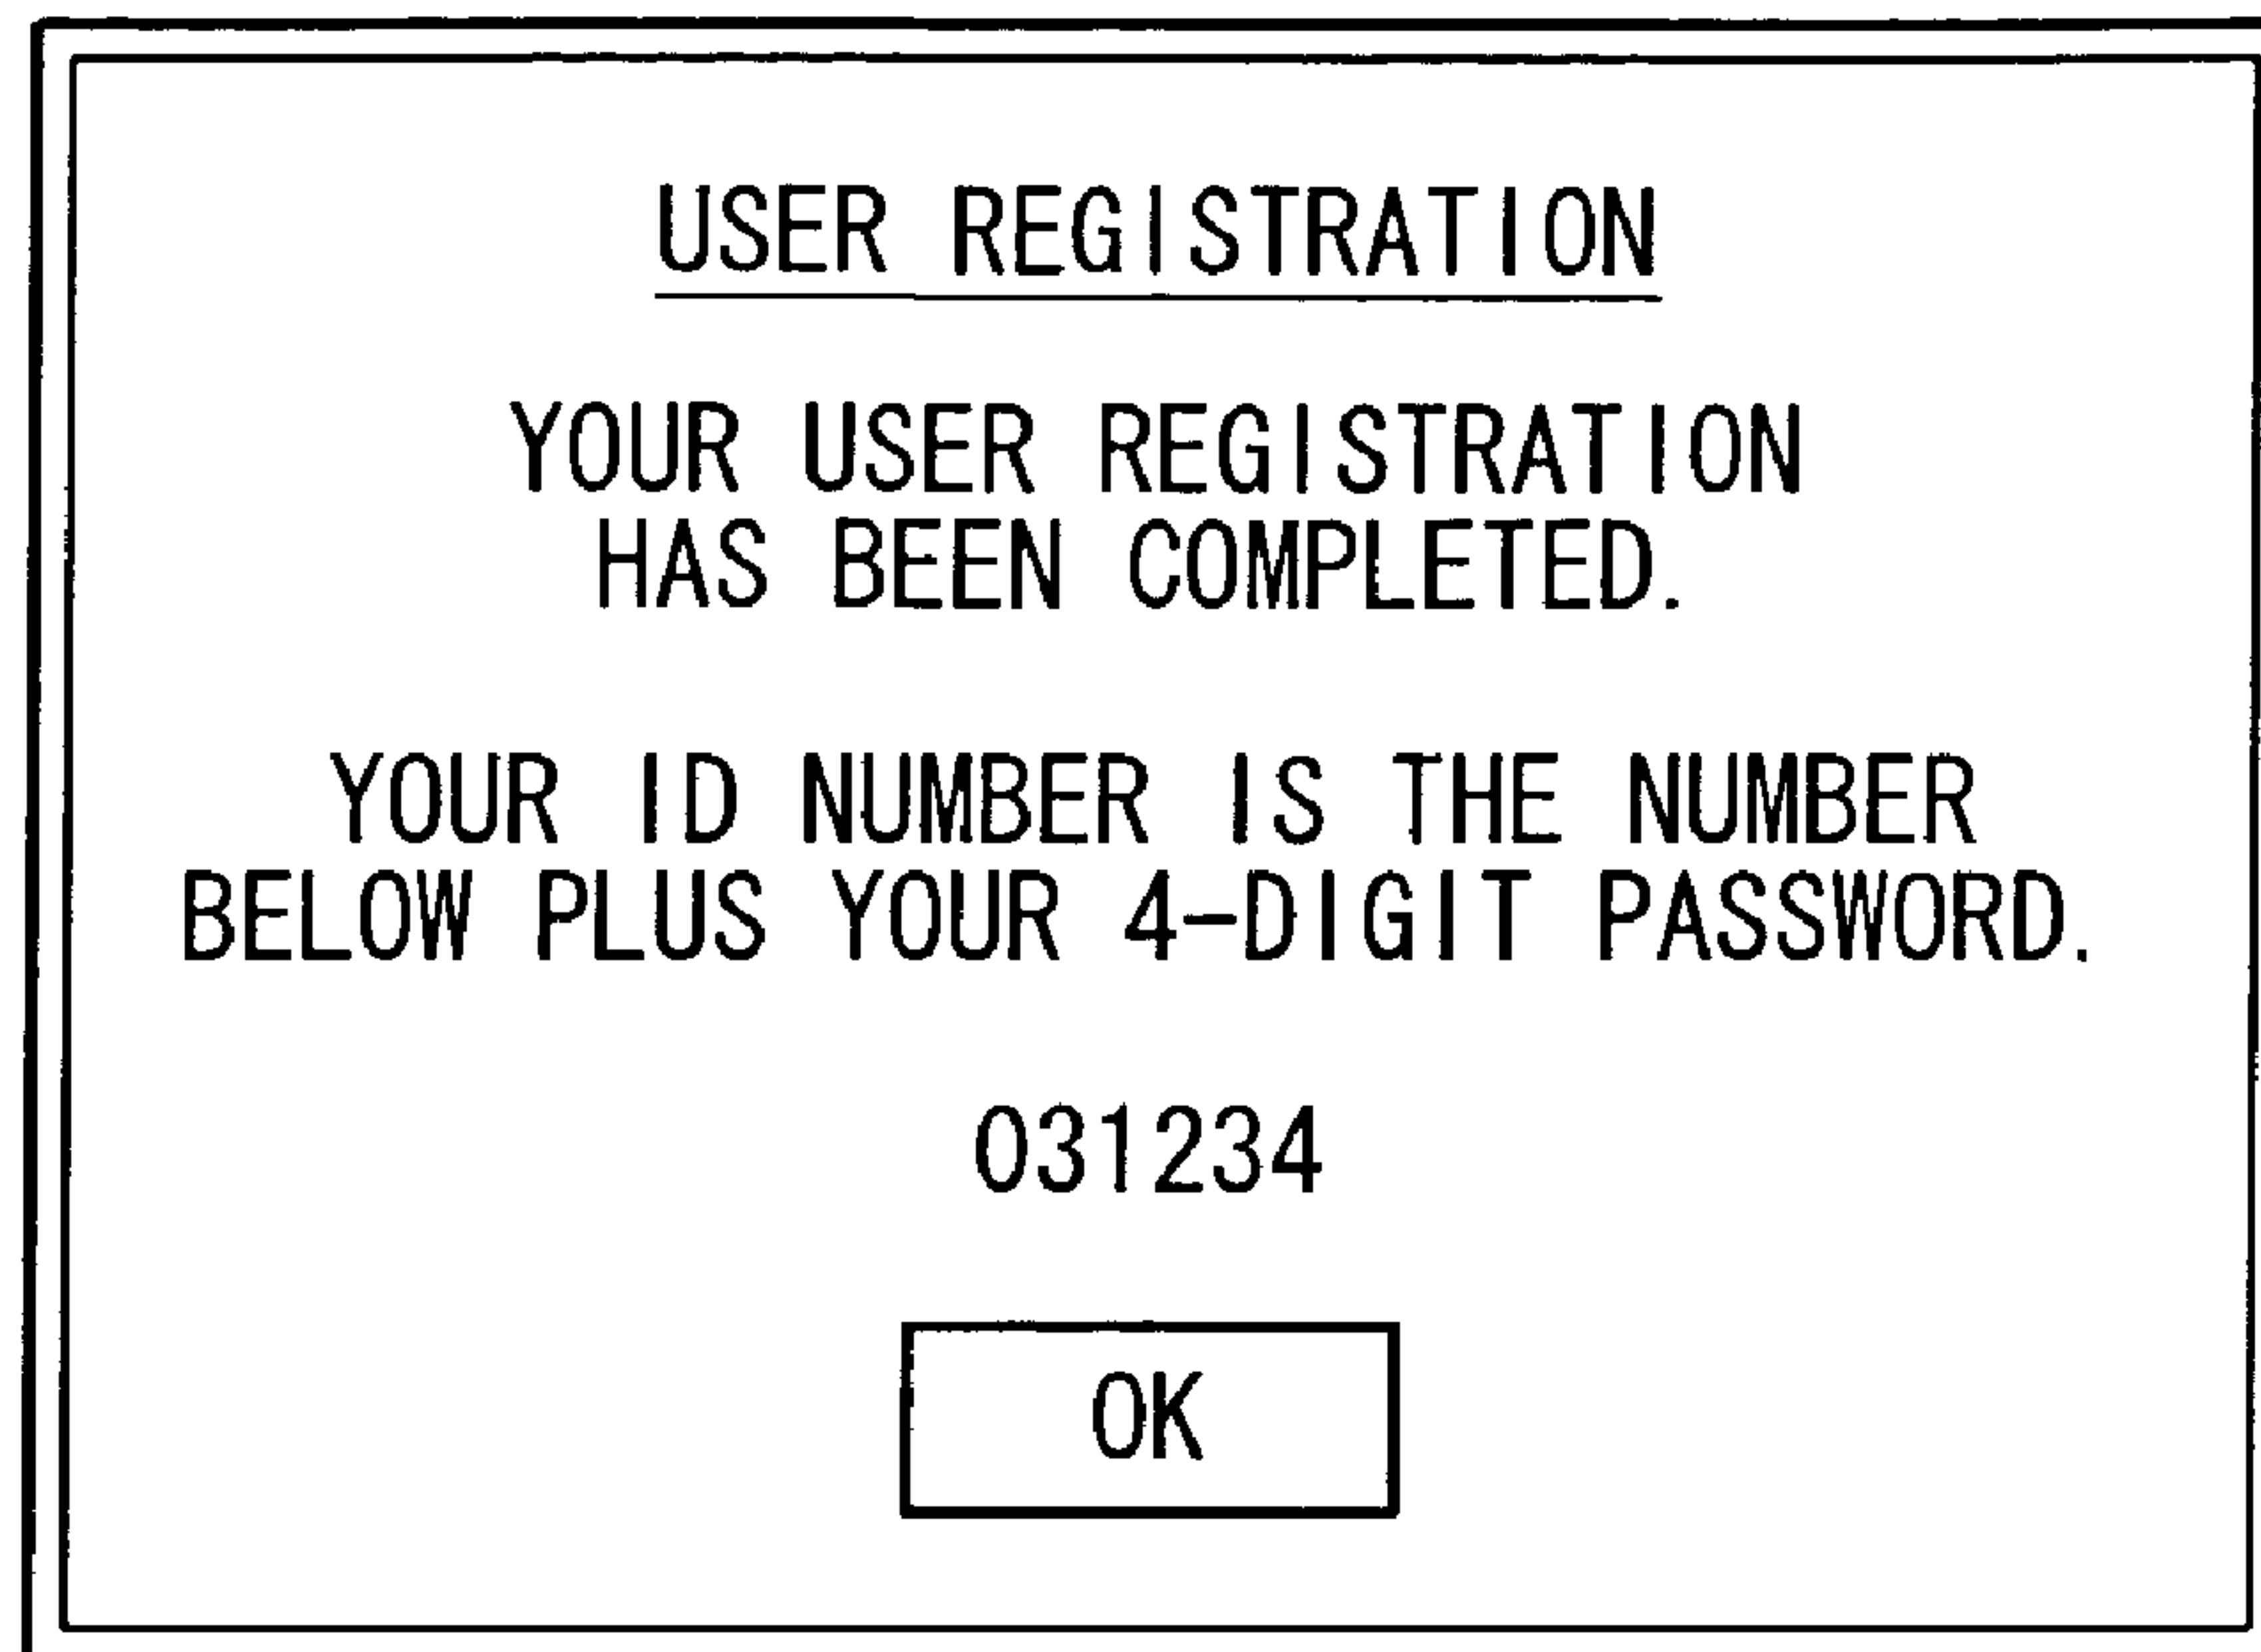 USER REGISTRATION
YOUR USER REGISTRATION
HAS BEEN COMPLETED.
YOUR ID NUMBER IS THE NUMBER
BELOW PLUS YOUR 4-DIGIT PASSWORD.
031234
OK